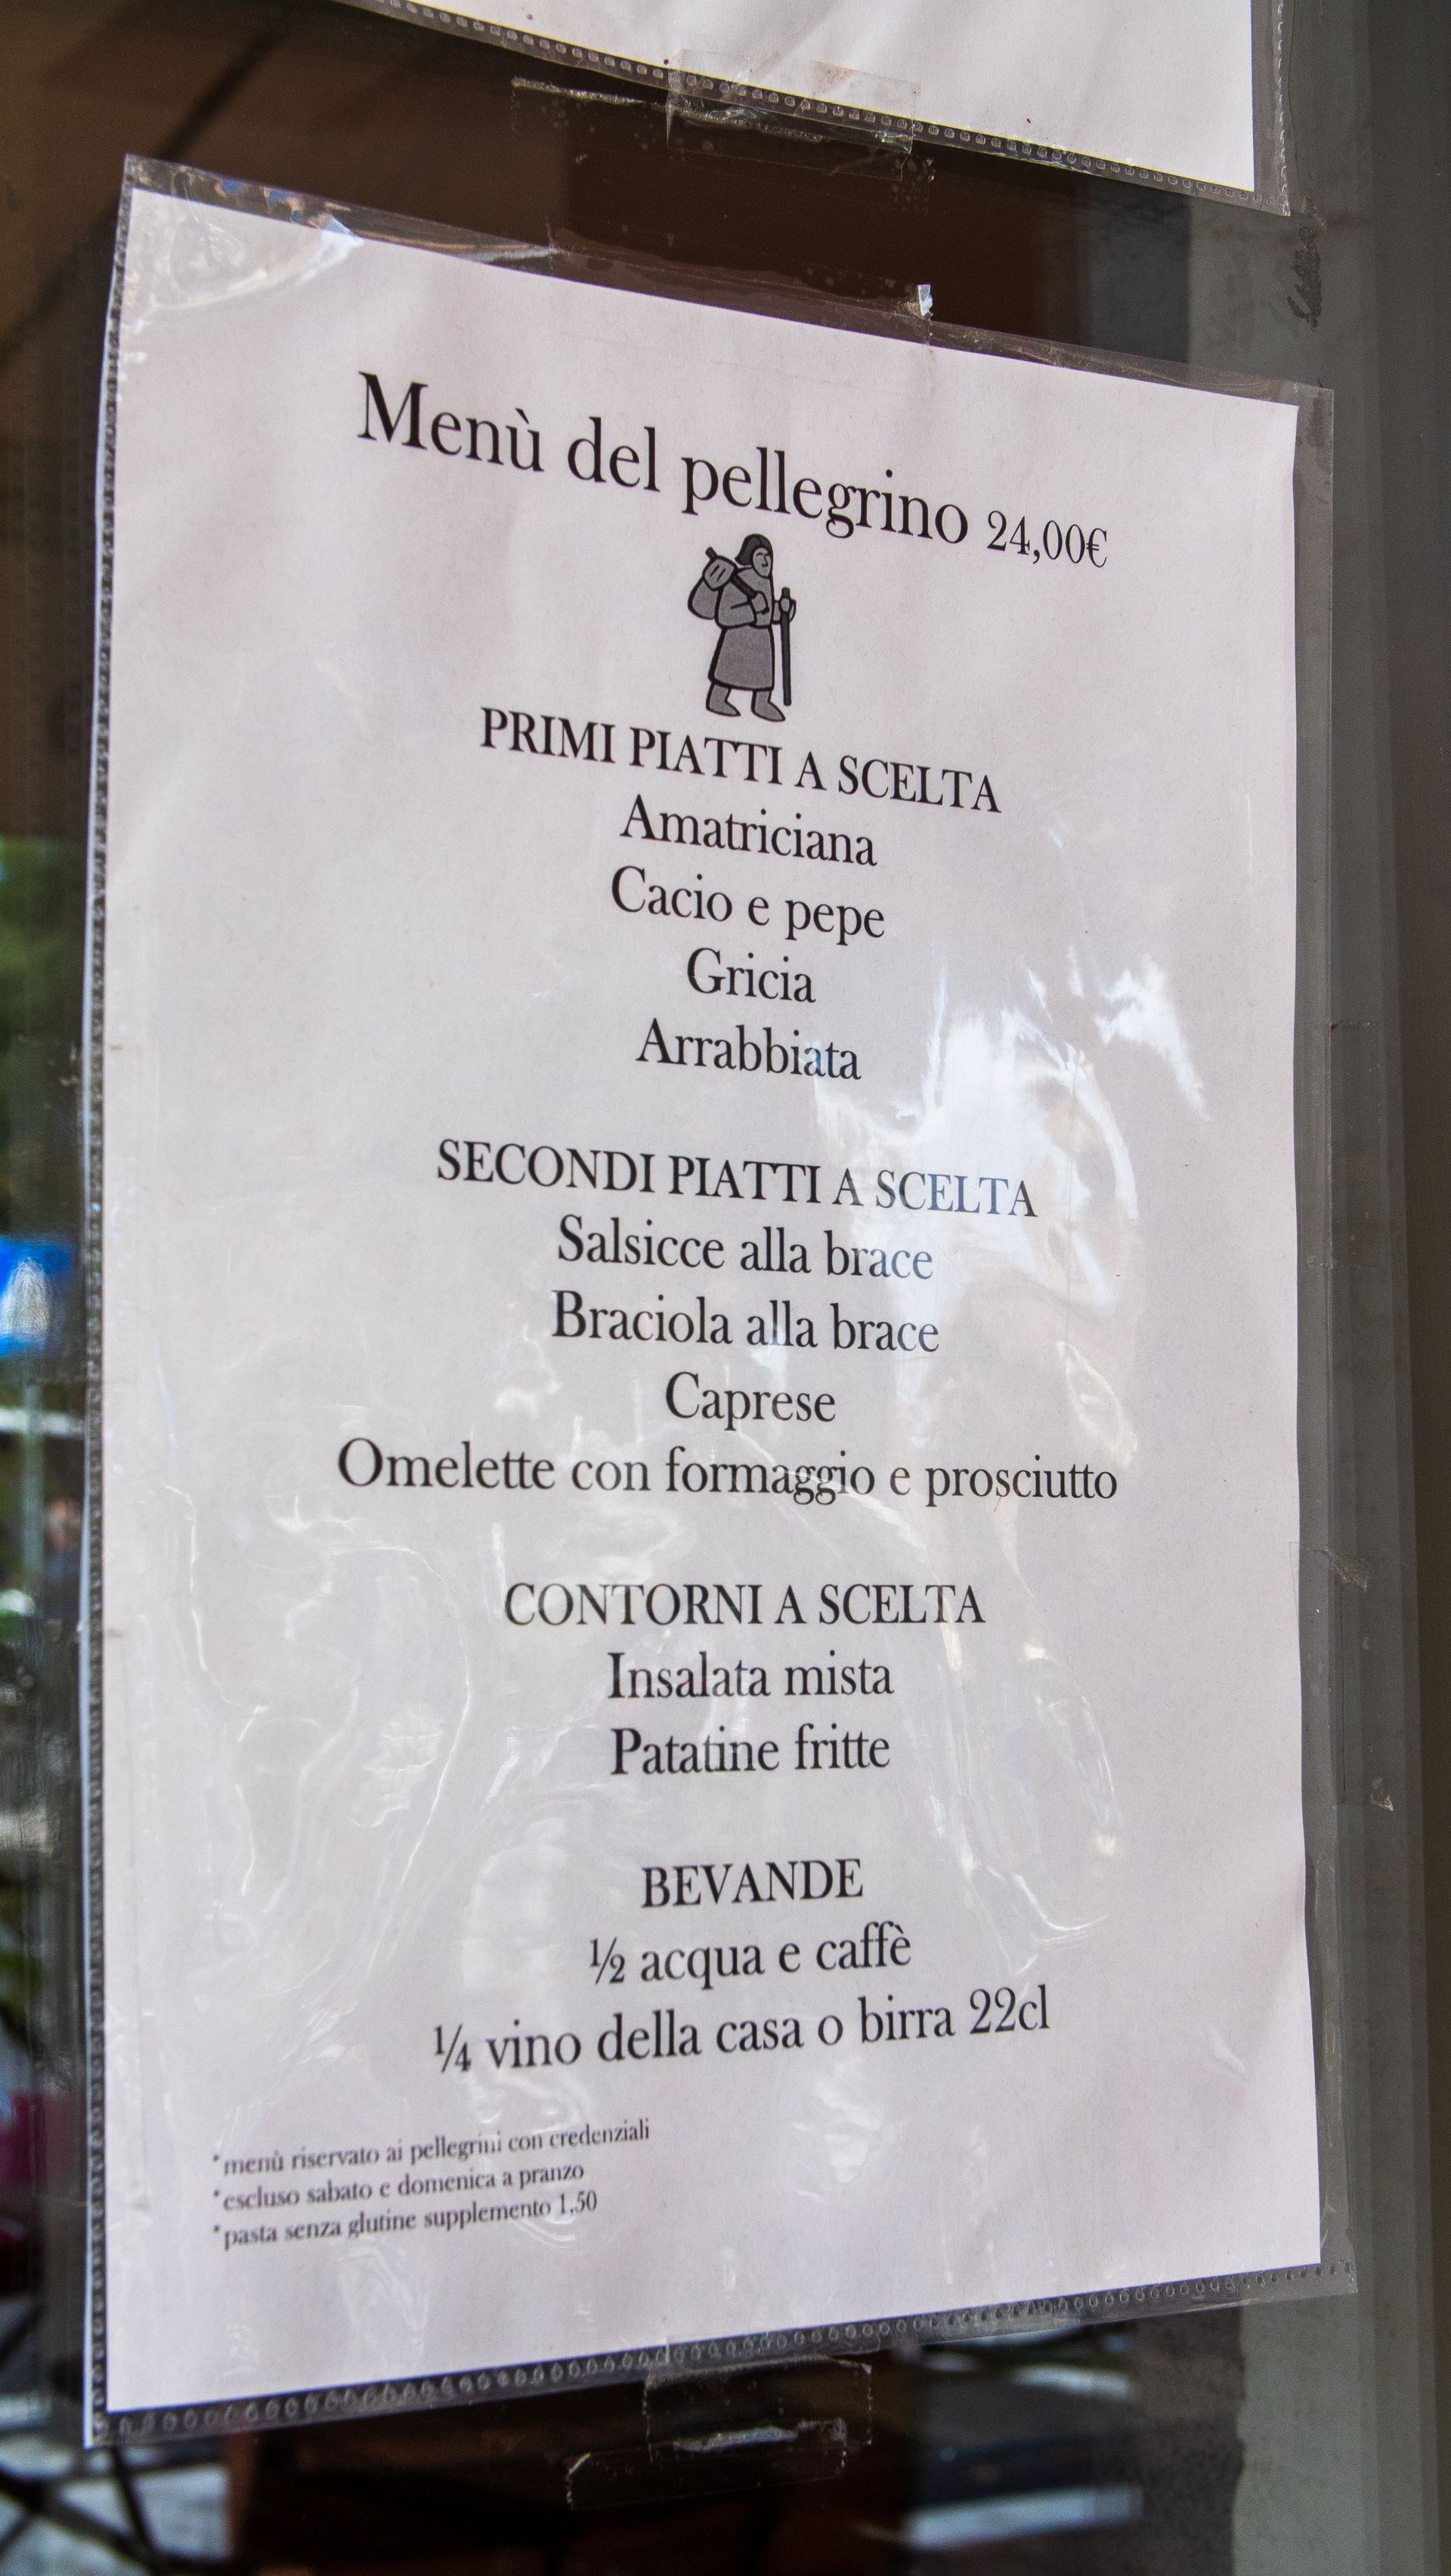 Menù del pellegrino 24,00€
PRIMI PIATTI A SCELTA
Amatriciana
Cacio e pepe
Gricia
Arrabbiata
SECONDI PIATTI A SCELTA
Salsicce alla brace
Braciola alla brace
Caprese
Omelette con formaggio e prosciutto
CONTORNI A SCELTA
Insalata mista
Patatine fritte
BEVANDE
½ acqua e caffè
¼ vino della casa o birra 22cl
*menù riservato ai pellegrini con credenziali
*escluso sabato e domenica a pranzo
*pasta senza glutine supplemento 1,50